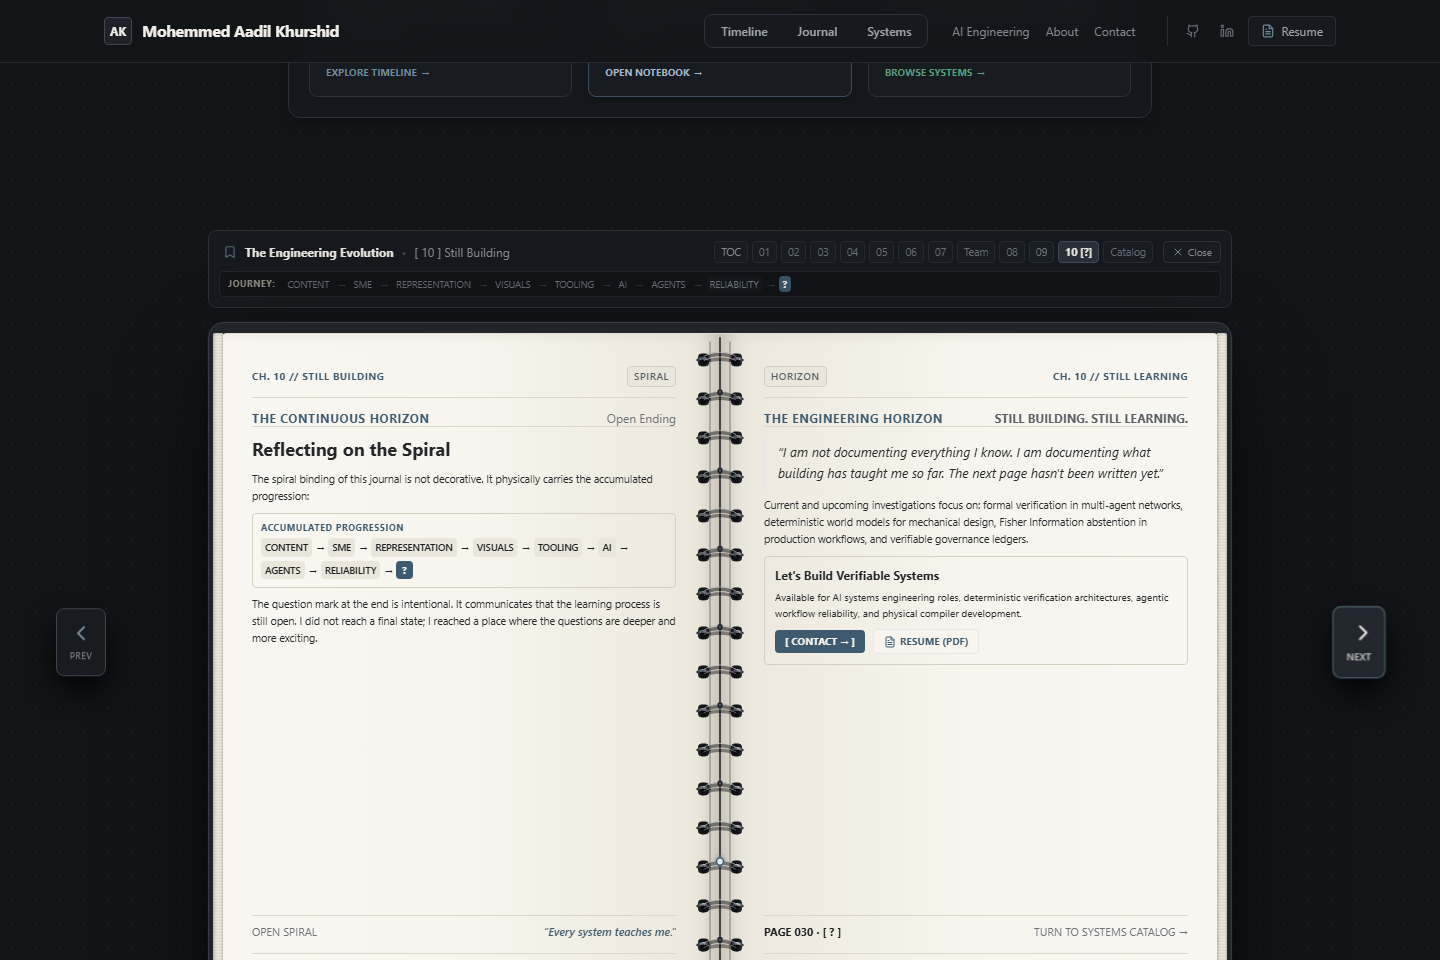 AK Mohemmed Aadil Khurshid Timeline Journal Systems AI Engineering About Contact Resume
EXPLORE TIMELINE → OPEN NOTEBOOK → BROWSE SYSTEMS →
The Engineering Evolution · [ 10 ] Still Building TOC 01 02 03 04 05 06 07 Team 08 09 10 [?] Catalog × Close
JOURNEY: CONTENT → SME → REPRESENTATION → VISUALS → TOOLING → AI → AGENTS → RELIABILITY → ?
CH. 10 // STILL BUILDING SPIRAL
THE CONTINUOUS HORIZON Open Ending
Reflecting on the Spiral
The spiral binding of this journal is not decorative. It physically carries the accumulated
progression:
ACCUMULATED PROGRESSION
CONTENT → SME → REPRESENTATION → VISUALS → TOOLING → AI →
AGENTS → RELIABILITY → ?
The question mark at the end is intentional. It communicates that the learning process is
still open. I did not reach a final state; I reached a place where the questions are deeper and
more exciting.
OPEN SPIRAL "Every system teaches me."
HORIZON CH. 10 // STILL LEARNING
THE ENGINEERING HORIZON STILL BUILDING. STILL LEARNING.
"I am not documenting everything I know. I am documenting what
building has taught me so far. The next page hasn't been written yet."
Current and upcoming investigations focus on: formal verification in multi-agent networks,
deterministic world models for mechanical design, Fisher Information abstention in
production workflows, and verifiable governance ledgers.
Let's Build Verifiable Systems
Available for AI systems engineering roles, deterministic verification architectures, agentic
workflow reliability, and physical compiler development.
[ CONTACT → ] RESUME (PDF)
PAGE 030 · [ ? ] TURN TO SYSTEMS CATALOG →
PREV
NEXT